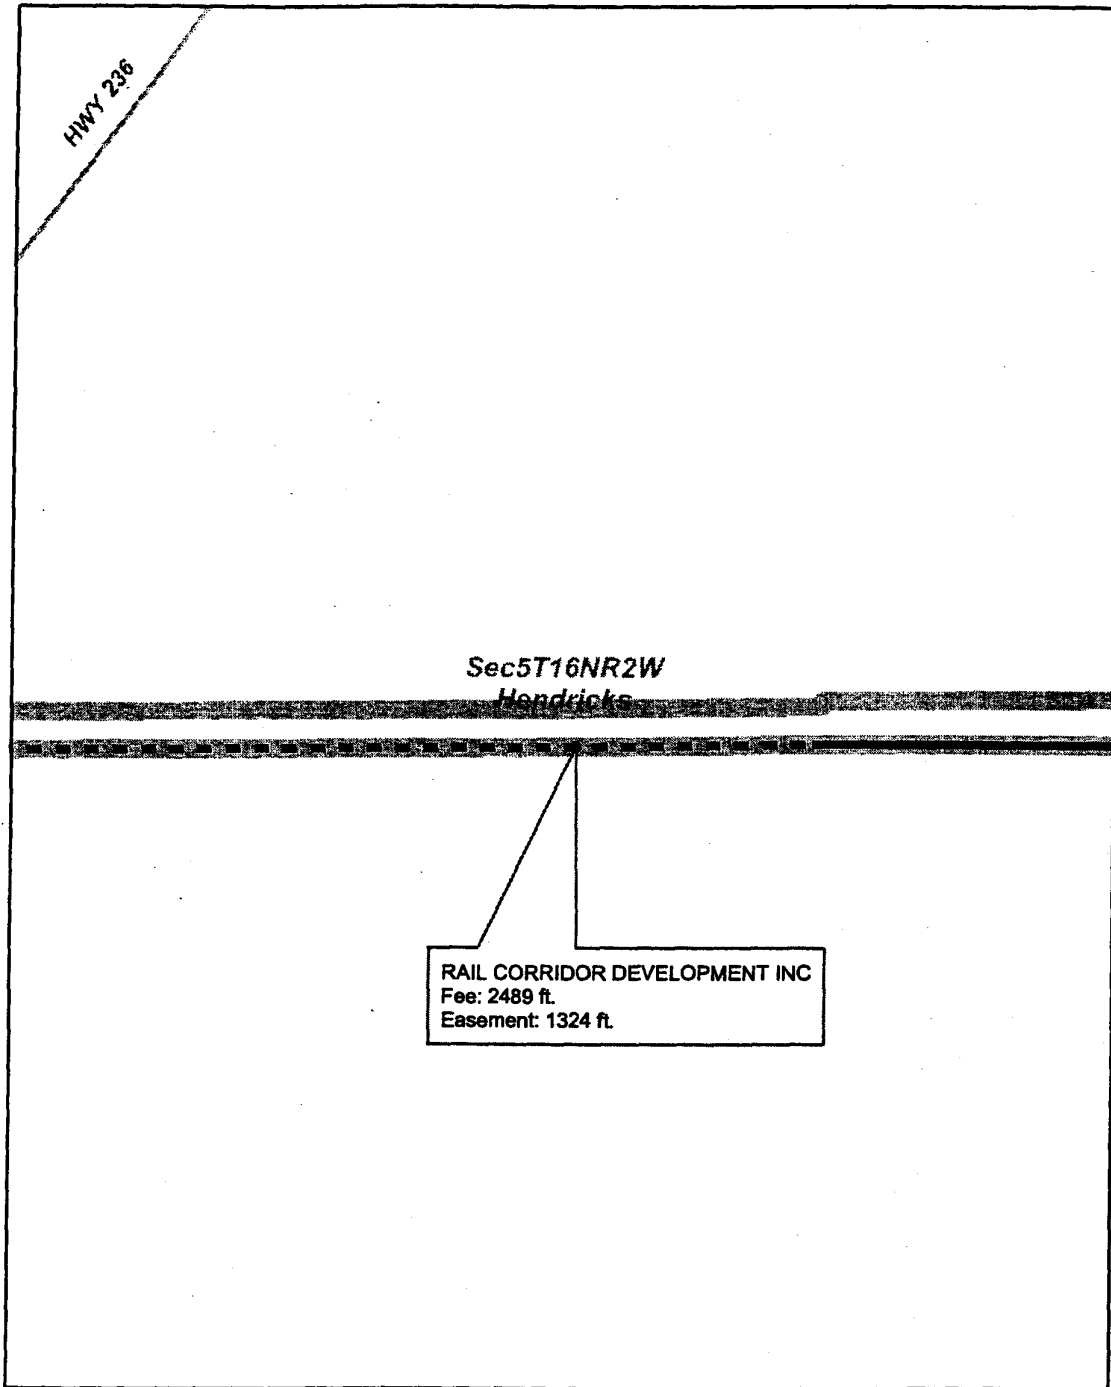 HWY 236
Sec5T16NR2W
Hendricks
RAIL CORRIDOR DEVELOPMENT INC
Fee: 2489 ft.
Easement: 1324 ft.